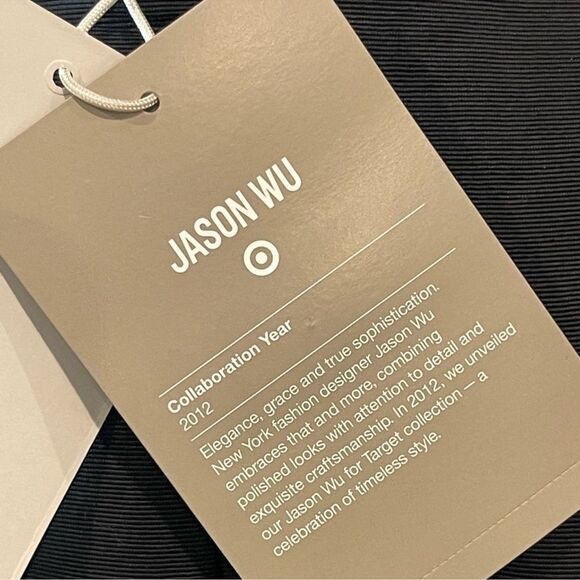 JASON WU
Collaboration Year
2012
Elegance, grace and true sophistication.
New York fashion designer Jason Wu
embraces that and more, combining
polished looks with attention to detail and
exquisite craftsmanship. In 2012, we unveiled
our Jason Wu for Target collection — a
celebration of timeless style.